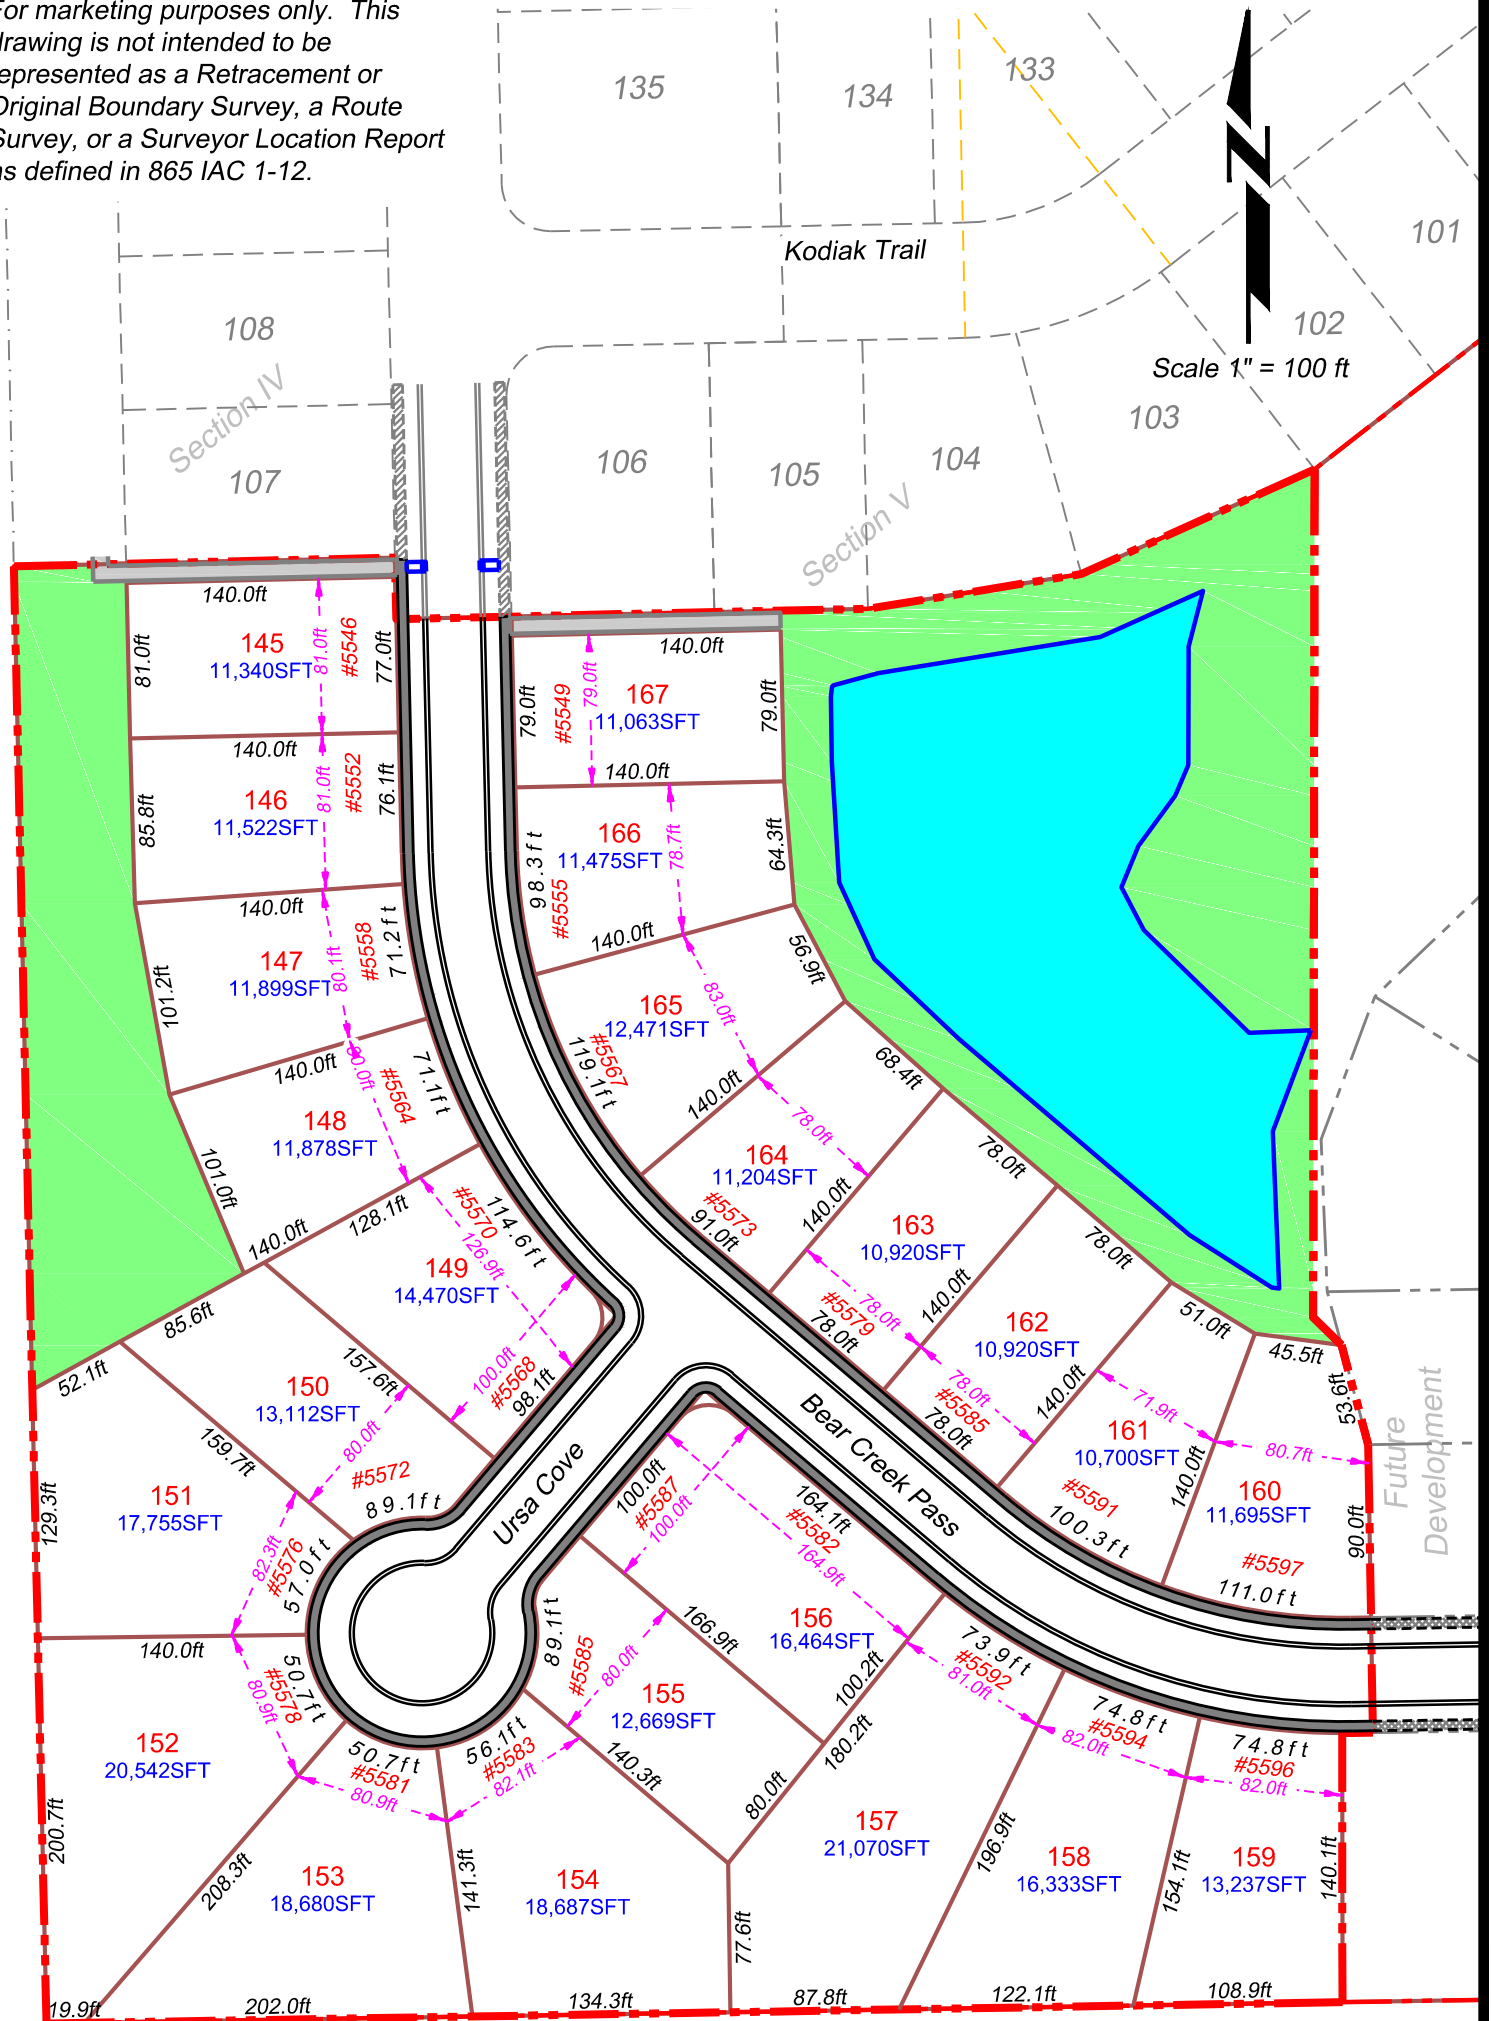 For marketing purposes only. This
drawing is not intended to be
represented as a Retracement or
Original Boundary Survey, a Route
Survey, or a Surveyor Location Report
as defined in 865 IAC 1-12.
135
134
133
101
Kodiak Trail
102
Scale 1" = 100 ft
108
107
Section IV
106
105
104
103
Section V
140.0ft
81.0ft
145
11,340SFT
81.0ft
#5546
77.0ft
140.0ft
79.0ft
#5549
79.0ft
167
11,063SFT
79.0ft
140.0ft
85.8ft
146
11,522SFT
81.0ft
#5552
76.1ft
140.0ft
98.3ft
#5555
166
11,475SFT
78.7ft
64.3ft
140.0ft
101.2ft
147
11,899SFT
80.1ft
#5558
71.2ft
140.0ft
56.9ft
165
12,471SFT
83.0ft
#5567
119.1ft
140.0ft
68.4ft
140.0ft
80.0ft
#5564
71.1ft
148
11,878SFT
101.0ft
164
11,204SFT
78.0ft
#5573
91.0ft
140.0ft
78.0ft
140.0ft
128.1ft
#5570
114.6ft
126.9ft
149
14,470SFT
100.0ft
#5568
98.1ft
163
10,920SFT
78.0ft
#5579
78.0ft
140.0ft
78.0ft
162
10,920SFT
78.0ft
#5585
78.0ft
140.0ft
51.0ft
45.5ft
53.6ft
85.6ft
52.1ft
157.6ft
150
13,112SFT
80.0ft
#5572
89.1ft
159.7ft
161
10,700SFT
71.9ft
#5591
100.3ft
140.0ft
80.7ft
160
11,695SFT
#5597
111.0ft
90.0ft
Future
Development
Bear Creek Pass
Ursa Cove
129.3ft
151
17,755SFT
82.3ft
#5576
57.0ft
140.0ft
100.0ft
#5587
100.0ft
164.1ft
#5582
164.9ft
156
16,464SFT
166.9ft
100.2ft
50.7ft
#5578
80.9ft
152
20,542SFT
200.7ft
89.1ft
#5585
80.0ft
155
12,669SFT
73.9ft
#5592
81.0ft
180.2ft
80.0ft
74.8ft
#5594
82.0ft
74.8ft
#5596
82.0ft
50.7ft
#5581
80.9ft
56.1ft
#5583
82.1ft
140.3ft
208.3ft
153
18,680SFT
141.3ft
154
18,687SFT
77.6ft
157
21,070SFT
196.9ft
158
16,333SFT
154.1ft
159
13,237SFT
140.1ft
19.9ft
202.0ft
134.3ft
87.8ft
122.1ft
108.9ft